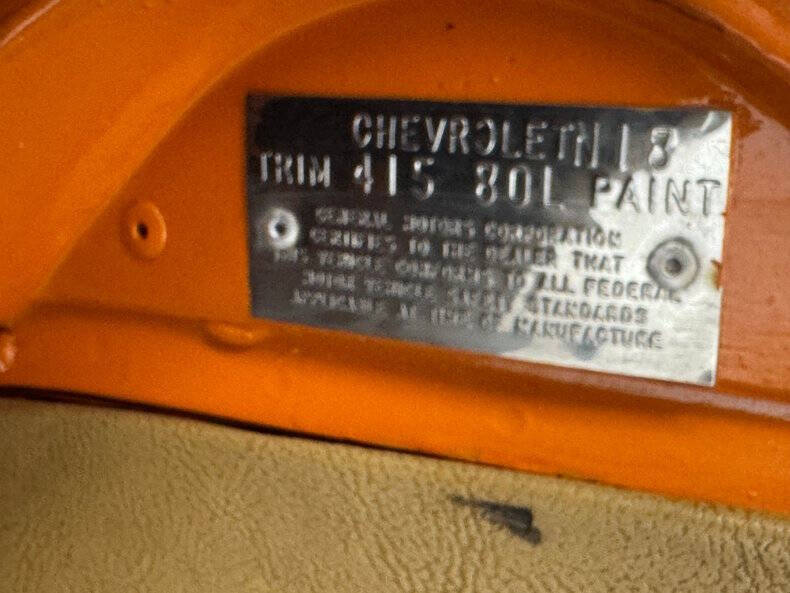 CHEVROLET N18
TRIM 415 80L PAINT
GENERAL MOTORS CORPORATION
CERTIFIES TO THE DEALER THAT
THIS VEHICLE CONFORMS TO ALL FEDERAL
MOTOR VEHICLE SAFETY STANDARDS
APPLICABLE AT TIME OF MANUFACTURE